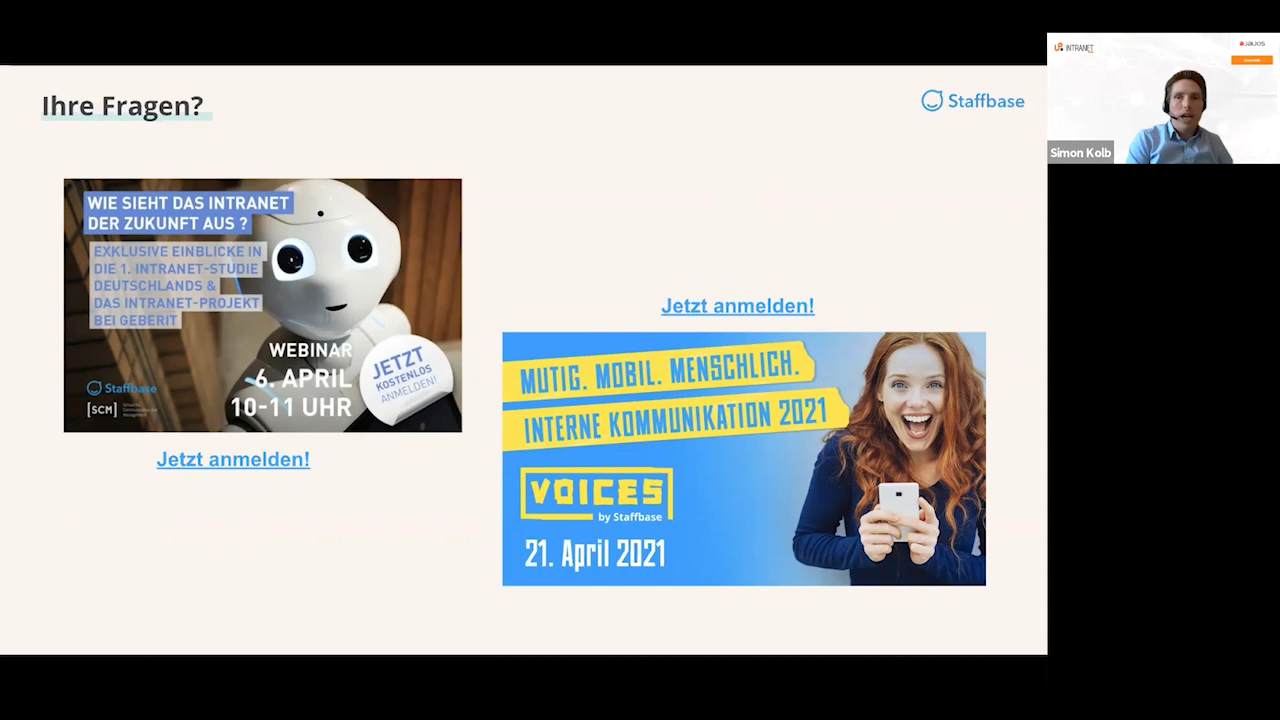 Ihre Fragen?
Staffbase
WIE SIEHT DAS INTRANET
DER ZUKUNFT AUS ?
EXKLUSIVE EINBLICKE IN
DIE 1. INTRANET-STUDIE
DEUTSCHLANDS &
DAS INTRANET-PROJEKT
BEI GEBERIT
WEBINAR
6. APRIL
10-11 UHR
JETZT
KOSTENLOS
ANMELDEN!
Staffbase
[SCM]
Jetzt anmelden!
Jetzt anmelden!
MUTIG. MOBIL. MENSCHLICH.
INTERNE KOMMUNIKATION 2021
VOICES
by Staffbase
21. April 2021
INTRANET
JALIOS
Simon Kolb